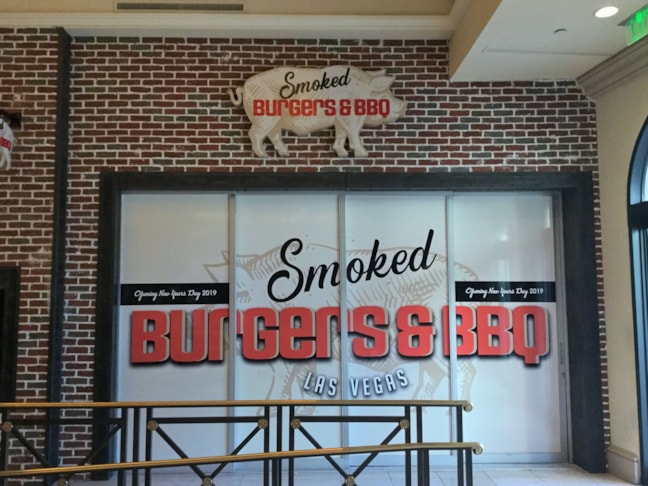 Smoked
BurgerS & BBQ
Smoked
Opening New Years Day 2019
Opening New Years Day 2019
BurGerS & BBQ
LAS VEGAS